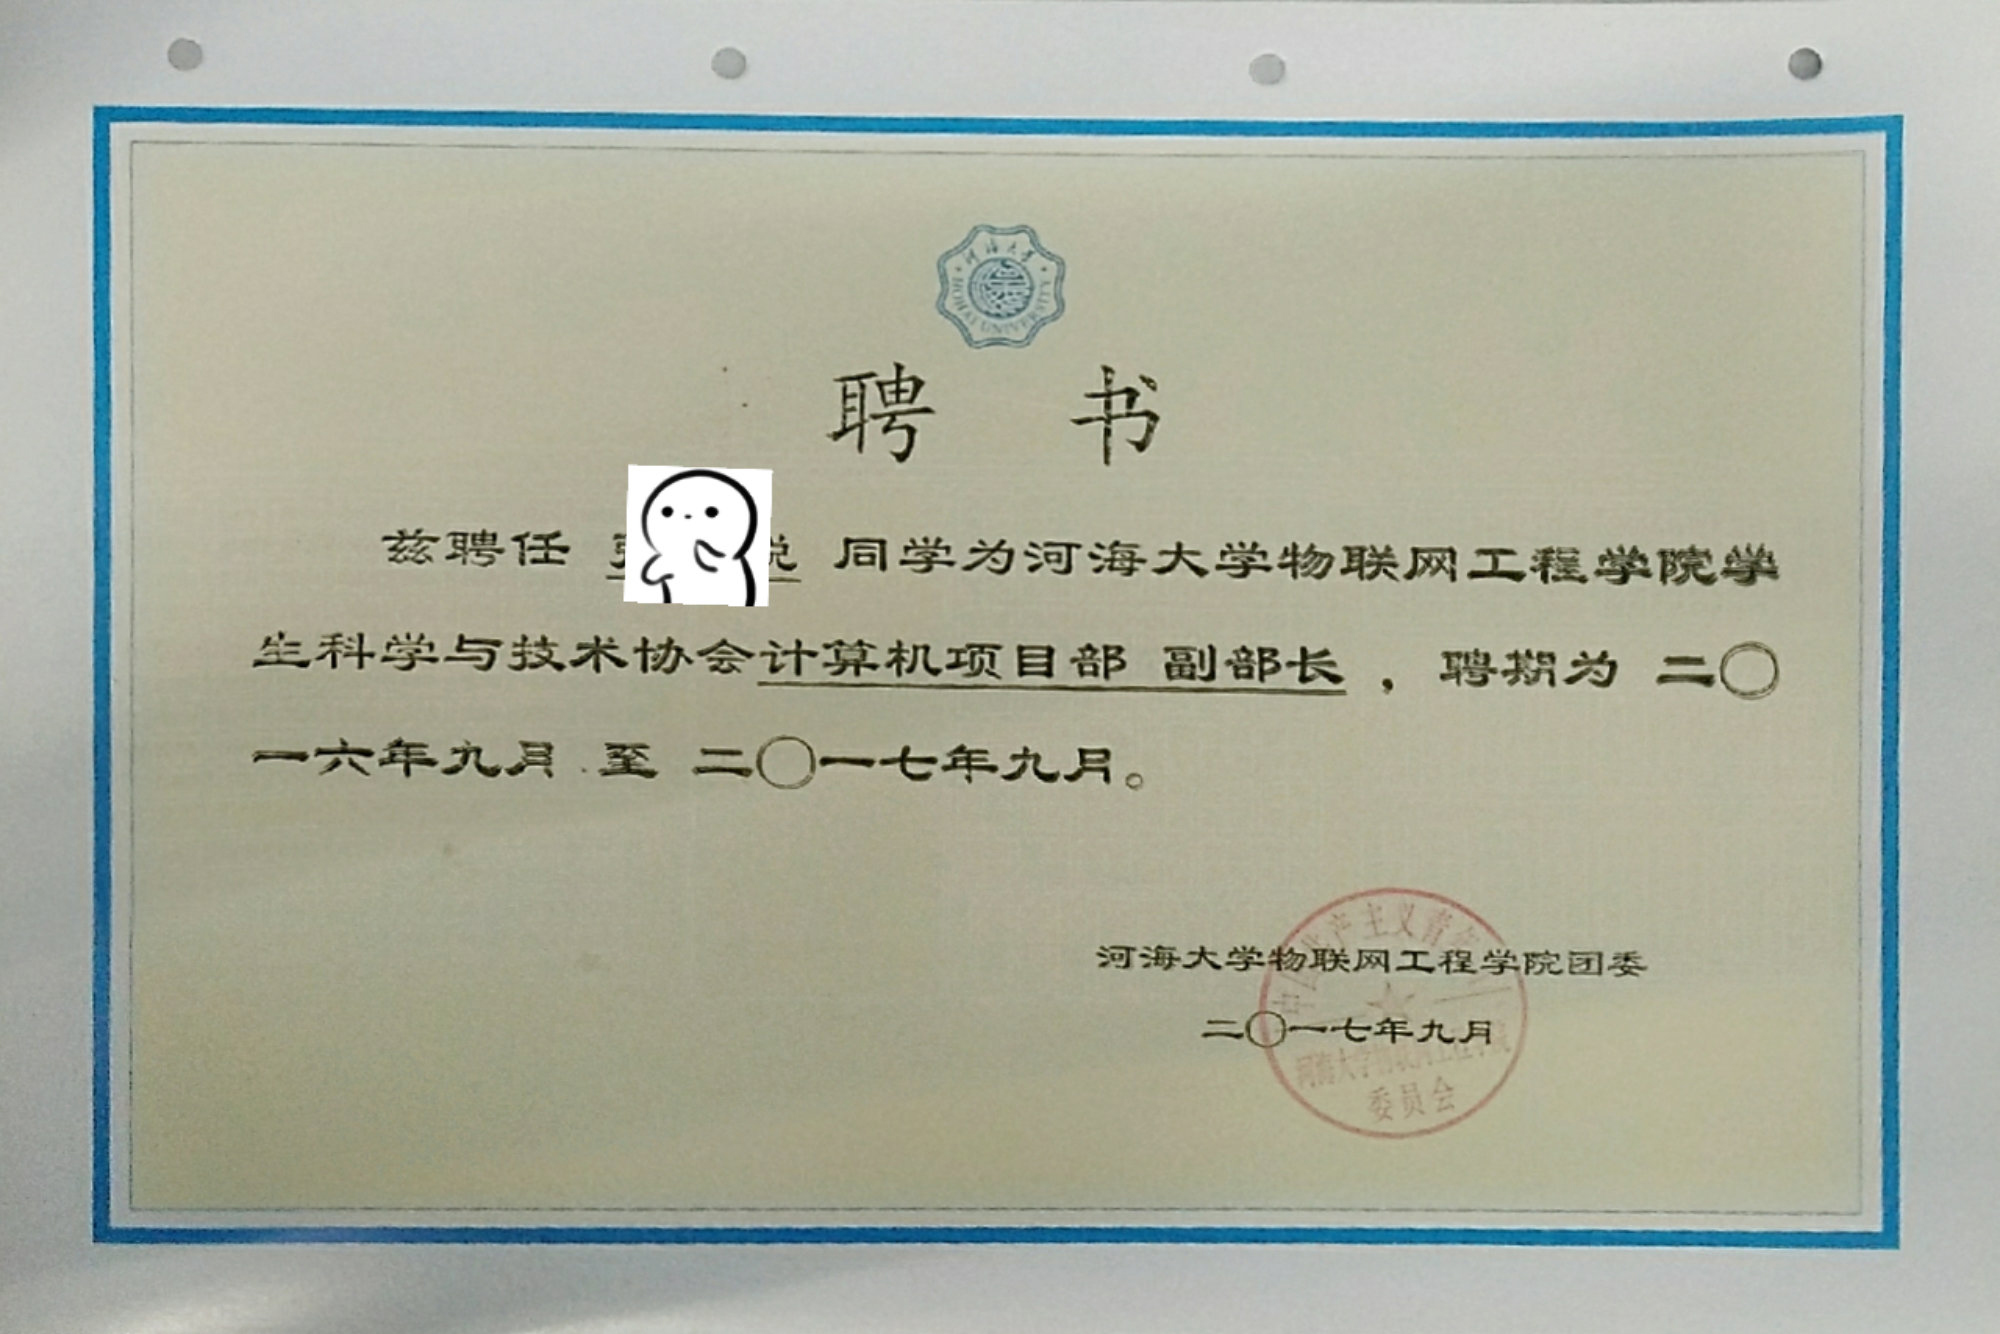 河海大学
HOHAI UNIVERSITY
聘 书
兹聘任 悦 同学为河海大学物联网工程学院学
生科学与技术协会计算机项目部 副部长，聘期为 二〇
一六年九月 至 二〇一七年九月。
河海大学物联网工程学院团委
二〇一七年九月
中国共产主义青年团
河海大学物联网工程学院
委员会